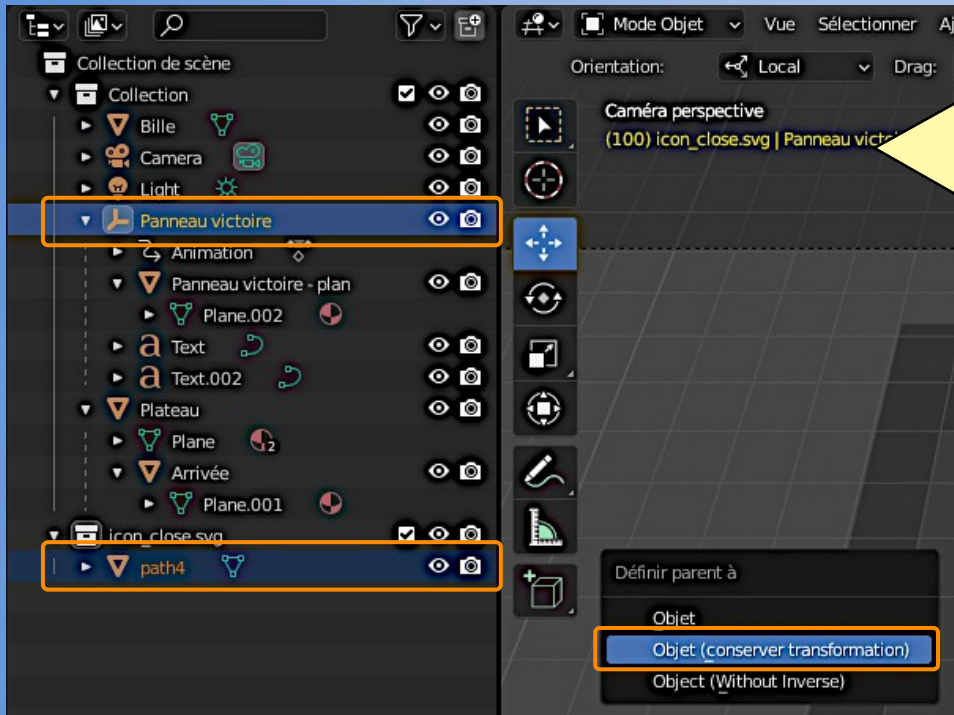 Mode Objet Vue Sélectionner Aj
Orientation: Local Drag:
Collection de scène
Collection
Bille
Camera
Light
Panneau victoire
Animation
Panneau victoire - plan
Plane.002
Text
Text.002
Plateau
Plane
2
Arrivée
Plane.001
icon_close.svg
path4
Caméra perspective
(100) icon_close.svg | Panneau victoi
Définir parent à
Objet
Objet (conserver transformation)
Object (Without Inverse)